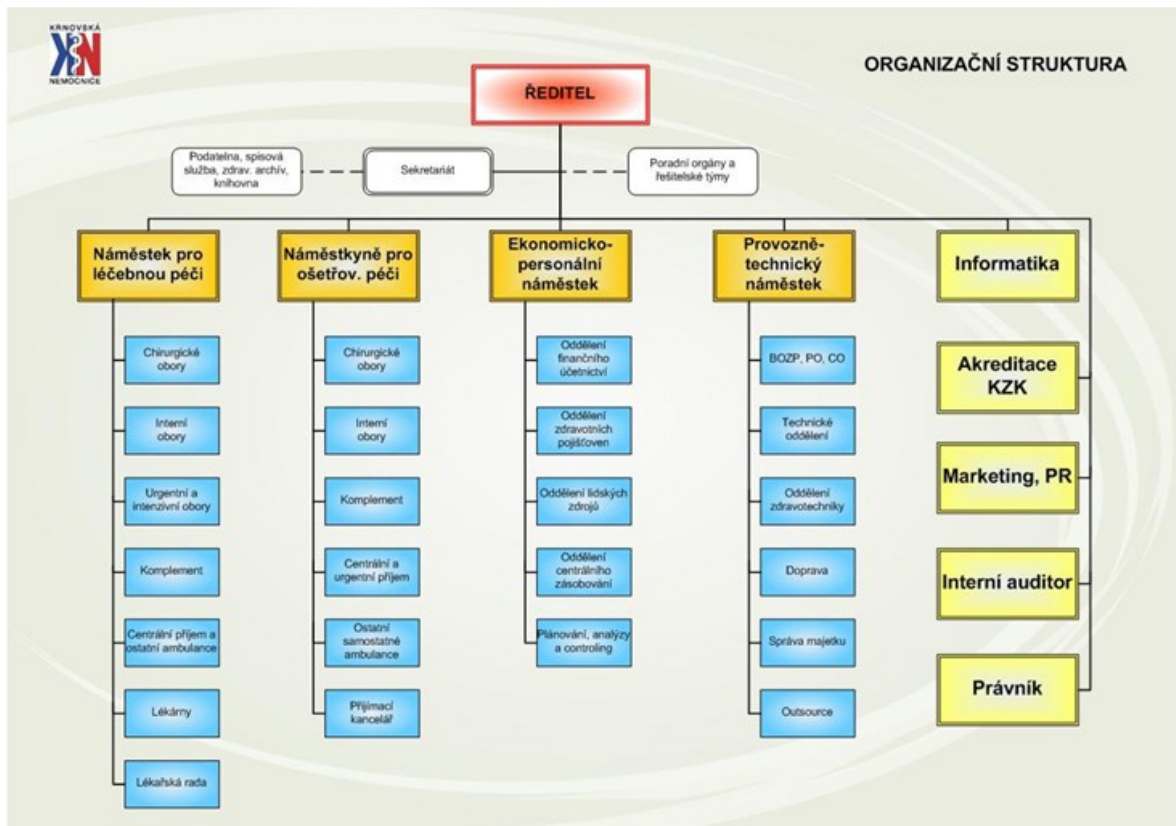 KRNOVSKÁ
KN
NEMOCNICE
ORGANIZAČNÍ STRUKTURA
ŘEDITEL
Podatelna, spisová
služba, zdrav. archív,
knihovna
Sekretariát
Poradní orgány a
řešitelské týmy
Náměstek pro
léčebnou péči
Náměstkyně pro
ošetřov. péči
Ekonomicko-
personální
náměstek
Provozně-
technický
náměstek
Informatika
Chirurgické
obory
Interní
obory
Urgentní a
intenzivní obory
Komplement
Centrální příjem a
ostatní ambulance
Lékárny
Lékařská rada
Chirurgické
obory
Interní
obory
Komplement
Centrální a
urgentní příjem
Ostatní
samostatné
ambulance
Přijímací
kancelář
Oddělení
finančního
účetnictví
Oddělení
zdravotních
pojišťoven
Oddělení lidských
zdrojů
Oddělení
centrálního
zásobování
Plánování, analýzy
a controling
BOZP, PO, CO
Technické
oddělení
Oddělení
zdravotechniky
Doprava
Správa majetku
Outsource
Akreditace
KZK
Marketing, PR
Interní auditor
Právník